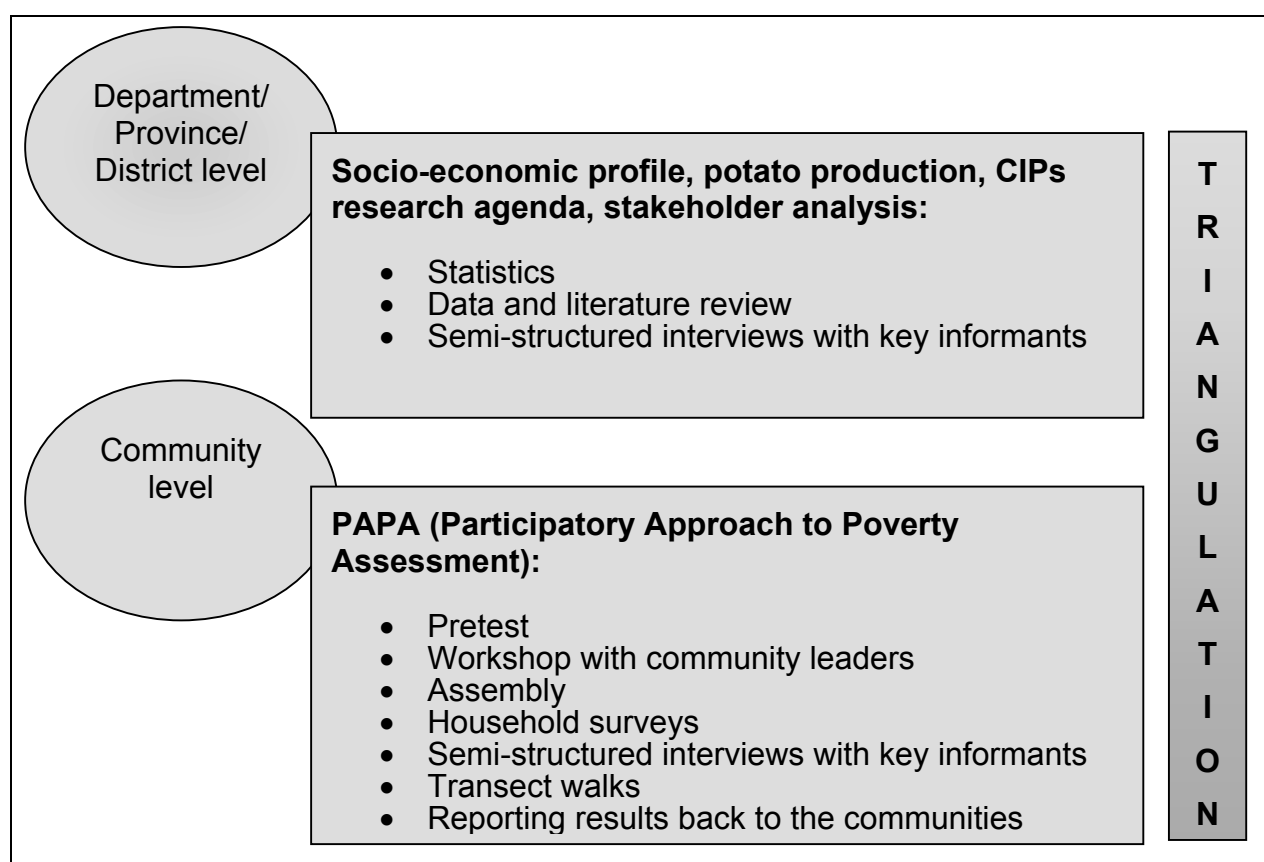 Department/
Province/
District level
Socio-economic profile, potato production, CIPs
research agenda, stakeholder analysis:
• Statistics
• Data and literature review
• Semi-structured interviews with key informants
Community
level
PAPA (Participatory Approach to Poverty
Assessment):
• Pretest
• Workshop with community leaders
• Assembly
• Household surveys
• Semi-structured interviews with key informants
• Transect walks
• Reporting results back to the communities
T
R
I
A
N
G
U
L
A
T
I
O
N